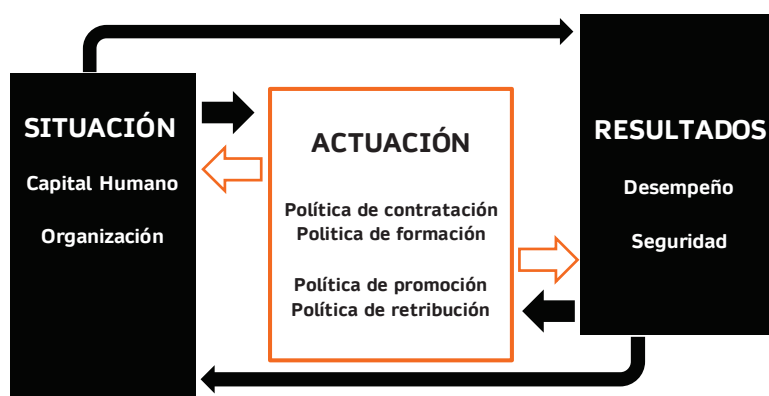 SITUACIÓN
Capital Humano
Organización
ACTUACIÓN
Política de contratación
Politica de formación
Política de promoción
Política de retribución
RESULTADOS
Desempeño
Seguridad